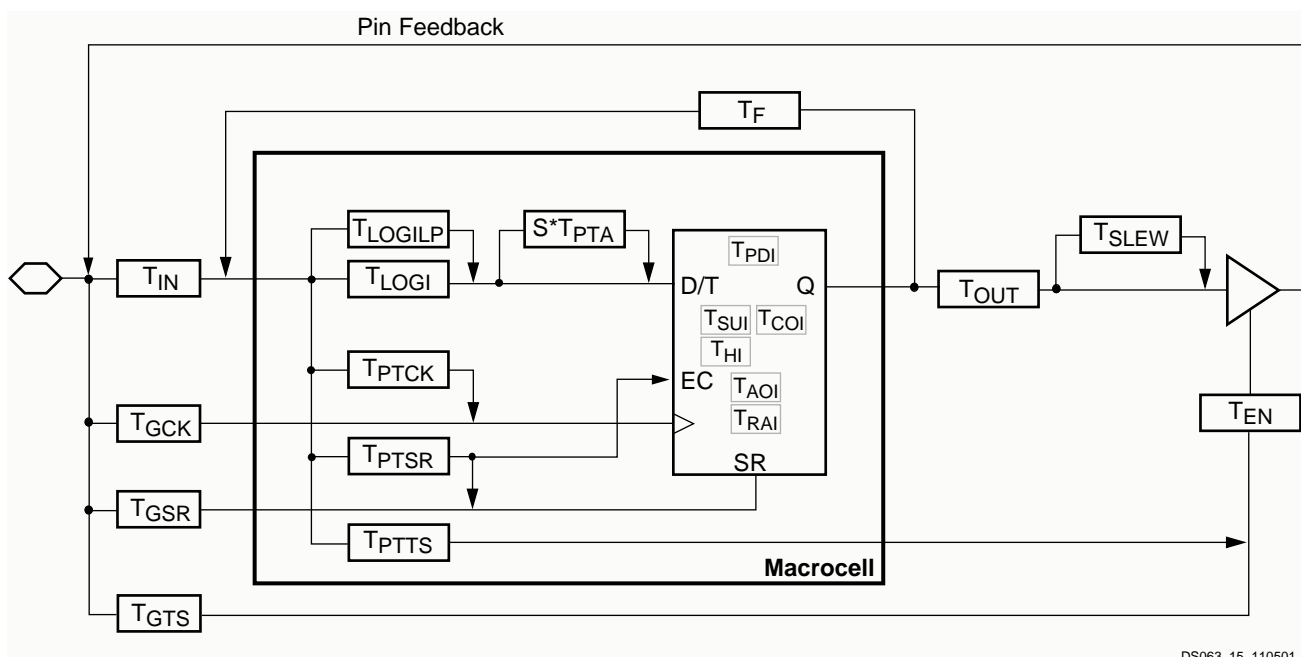 Pin Feedback
TF
TLOGILP
S*TPTA
TSLEW
TPDI
TIN
TLOGI
D/T
Q
TOUT
TSUI
TCOI
THI
TPTCK
EC
TAOI
TEN
TGCK
TRAI
TPTSR
SR
TGSR
TPTTS
Macrocell
TGTS
DS063_15_110501